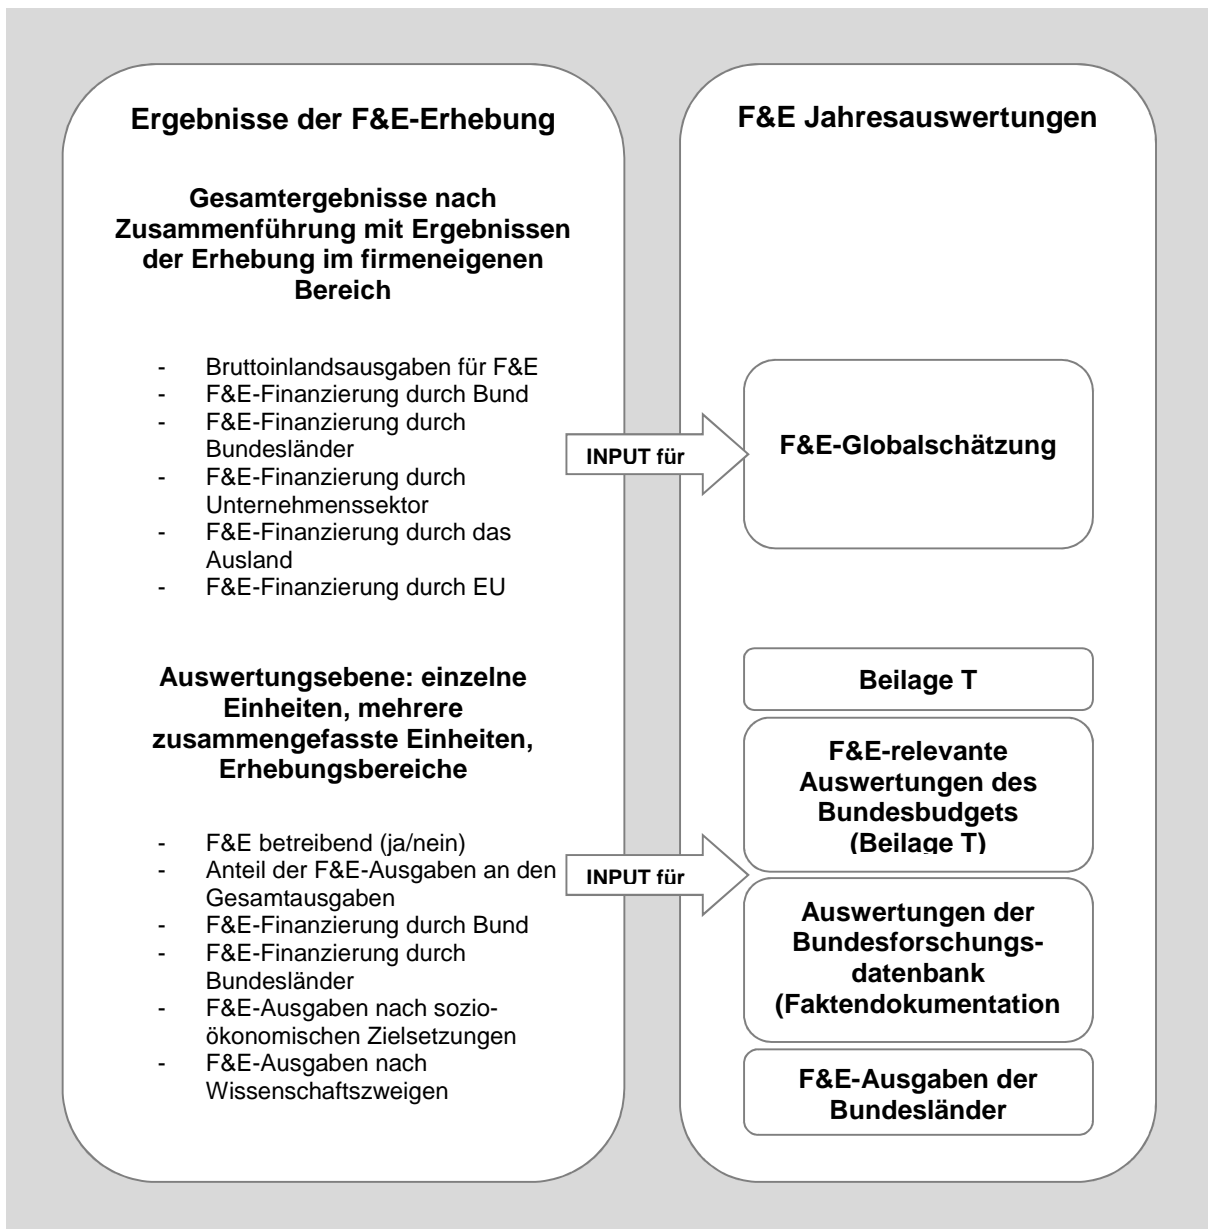 Ergebnisse der F&E-Erhebung
Gesamtergebnisse nach
Zusammenführung mit Ergebnissen
der Erhebung im firmeneigenen
Bereich
- Bruttoinlandsausgaben für F&E
- F&E-Finanzierung durch Bund
- F&E-Finanzierung durch
Bundesländer
- F&E-Finanzierung durch
Unternehmenssektor
- F&E-Finanzierung durch das
Ausland
- F&E-Finanzierung durch EU
Auswertungsebene: einzelne
Einheiten, mehrere
zusammengefasste Einheiten,
Erhebungsbereiche
- F&E betreibend (ja/nein)
- Anteil der F&E-Ausgaben an den
Gesamtausgaben
- F&E-Finanzierung durch Bund
- F&E-Finanzierung durch
Bundesländer
- F&E-Ausgaben nach sozio-
ökonomischen Zielsetzungen
- F&E-Ausgaben nach
Wissenschaftszweigen
INPUT für
INPUT für
F&E Jahresauswertungen
F&E-Globalschätzung
Beilage T
F&E-relevante
Auswertungen des
Bundesbudgets
(Beilage T)
Auswertungen der
Bundesforschungs-
datenbank
(Faktendokumentation
F&E-Ausgaben der
Bundesländer